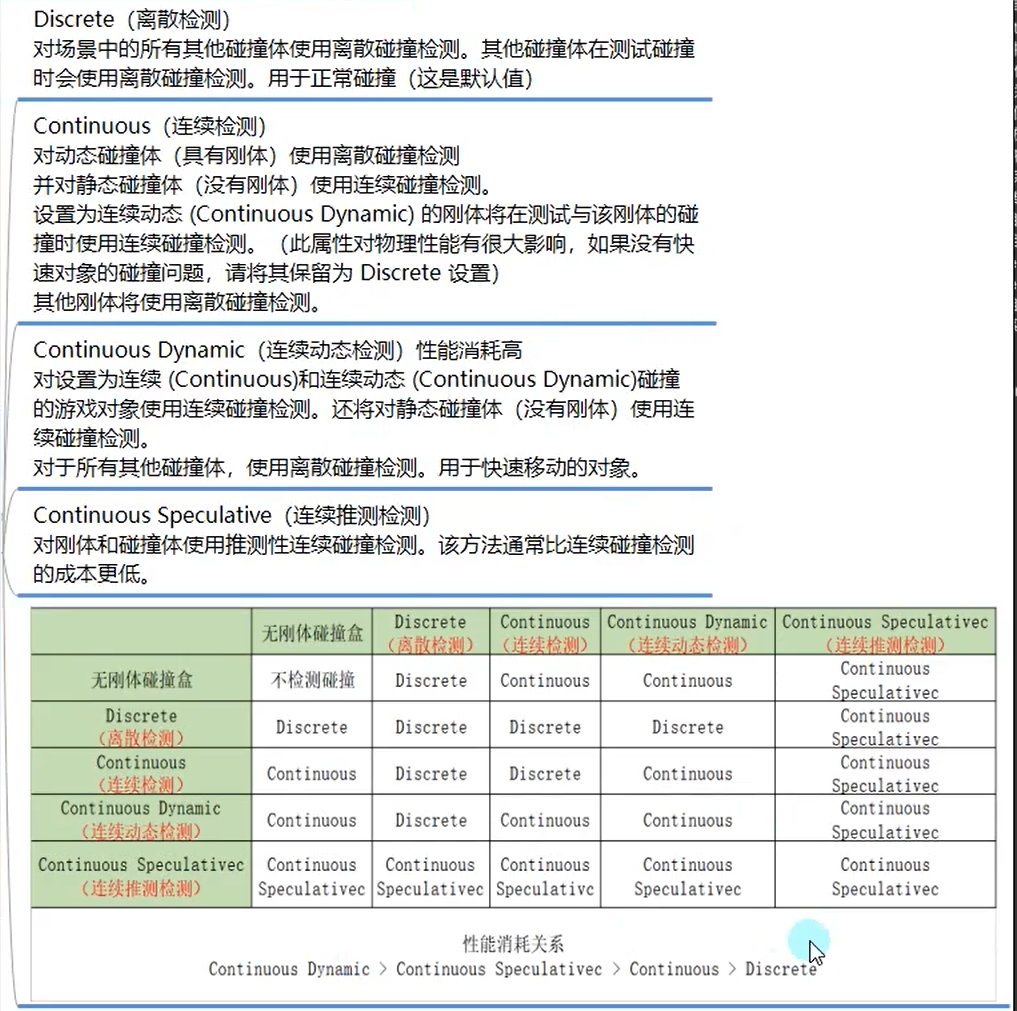 Discrete（离散检测）
对场景中的所有其他碰撞体使用离散碰撞检测。其他碰撞体在测试碰撞
时会使用离散碰撞检测。用于正常碰撞（这是默认值）
Continuous（连续检测）
对动态碰撞体（具有刚体）使用离散碰撞检测
并对静态碰撞体（没有刚体）使用连续碰撞检测。
设置为连续动态 (Continuous Dynamic) 的刚体将在测试与该刚体的碰
撞时使用连续碰撞检测。（此属性对物理性能有很大影响，如果没有快
速对象的碰撞问题，请将其保留为 Discrete 设置）
其他刚体将使用离散碰撞检测。
Continuous Dynamic（连续动态检测）性能消耗高
对设置为连续 (Continuous)和连续动态 (Continuous Dynamic)碰撞
的游戏对象使用连续碰撞检测。还将对静态碰撞体（没有刚体）使用连
续碰撞检测。
对于所有其他碰撞体，使用离散碰撞检测。用于快速移动的对象。
Continuous Speculative（连续推测检测）
对刚体和碰撞体使用推测性连续碰撞检测。该方法通常比连续碰撞检测
的成本更低。
无刚体碰撞盒 Discrete Continuous Continuous Dynamic Continuous Speculativec
（离散检测） （连续检测） （连续动态检测） （连续推测检测）
无刚体碰撞盒 不检测碰撞 Discrete Continuous Continuous Continuous
Speculativec
Discrete Discrete Discrete Discrete Discrete Continuous
（离散检测） Speculativec
Continuous Continuous Discrete Discrete Continuous Continuous
（连续检测） Speculativec
Continuous Dynamic Continuous Discrete Continuous Continuous Continuous
（连续动态检测） Speculativec
Continuous Speculativec Continuous Continuous Continuous Continuous Continuous
（连续推测检测） Speculativec Speculativec Speculativc Speculativec Speculativec
性能消耗关系
Continuous Dynamic > Continuous Speculativec > Continuous > Discrete